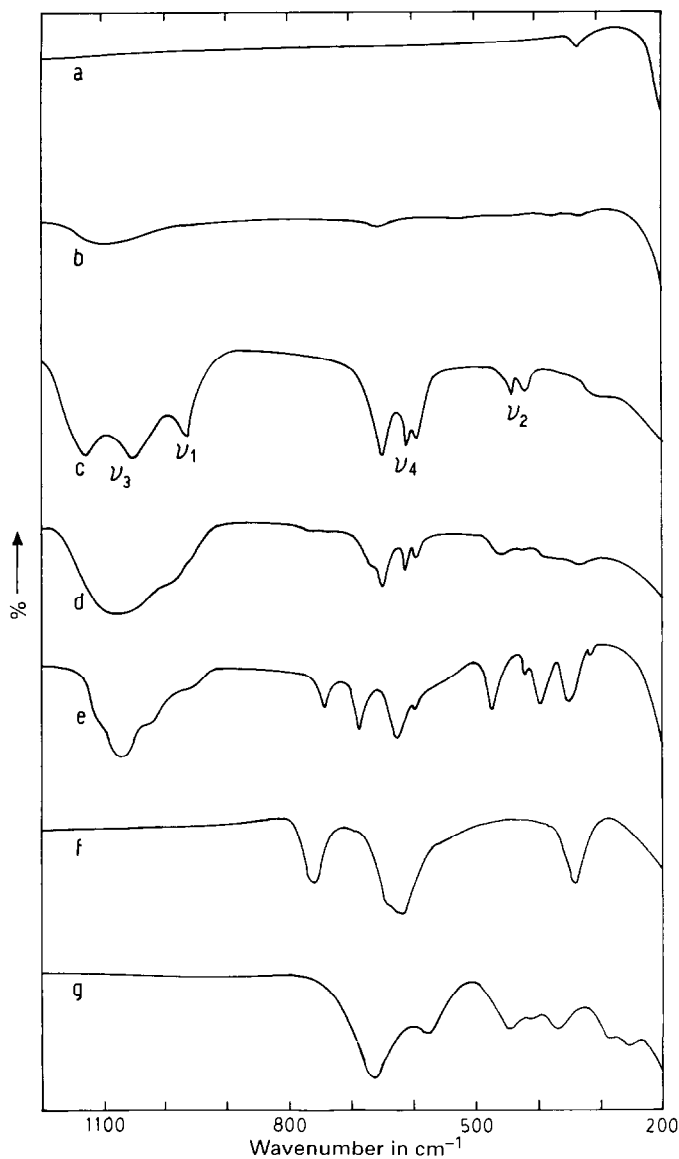 a
b
c
ν3
ν1
ν4
ν2
d
e
f
g
% →
1100
800
500
200
Wavenumber in cm⁻¹